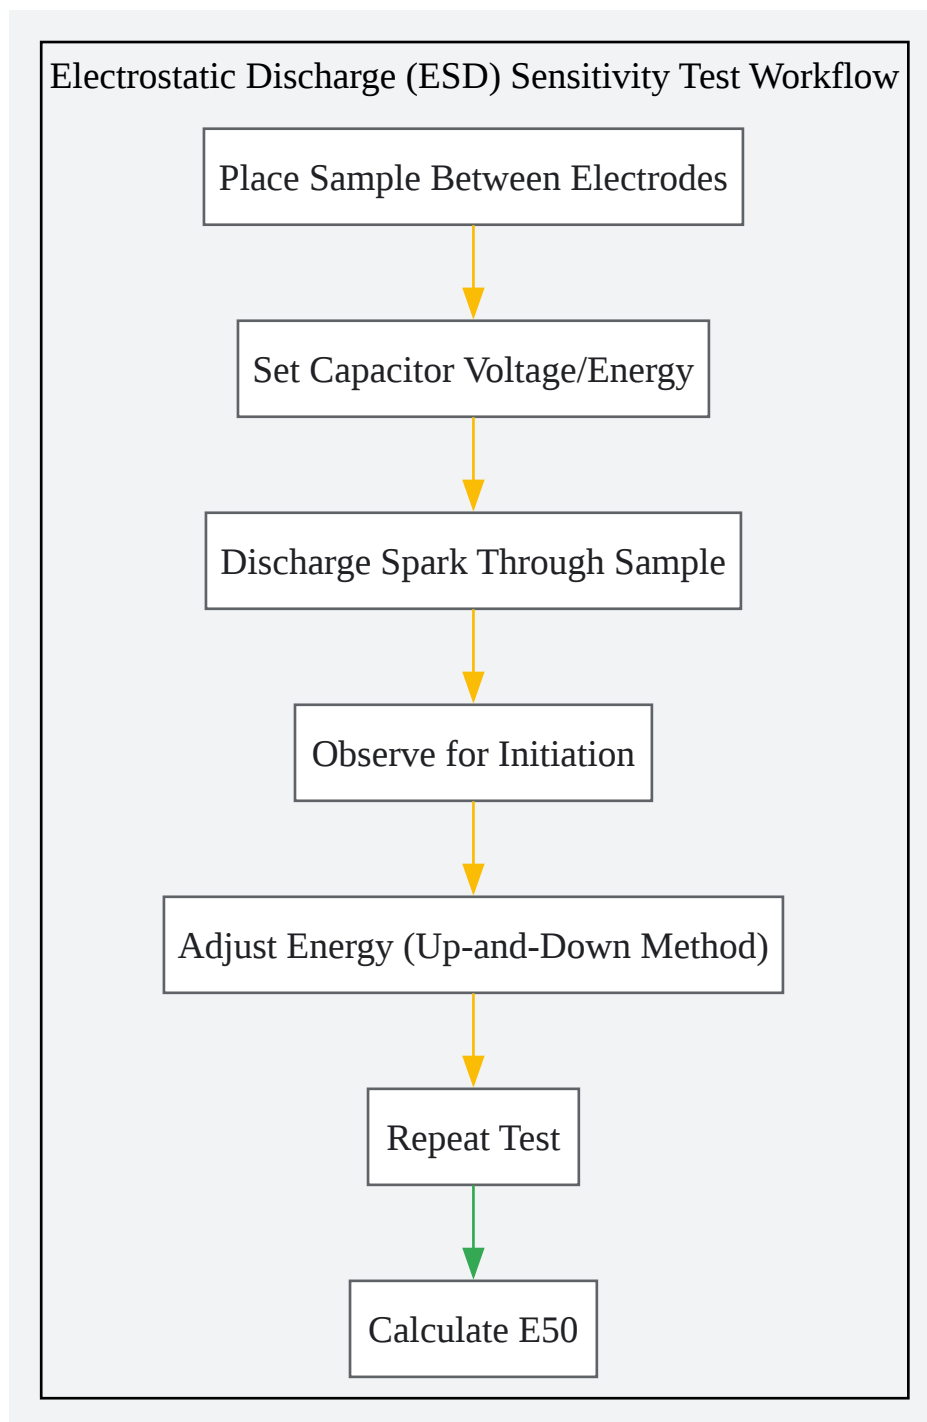 Electrostatic Discharge (ESD) Sensitivity Test Workflow
Place Sample Between Electrodes
Set Capacitor Voltage/Energy
Discharge Spark Through Sample
Observe for Initiation
Adjust Energy (Up-and-Down Method)
Repeat Test
Calculate E50